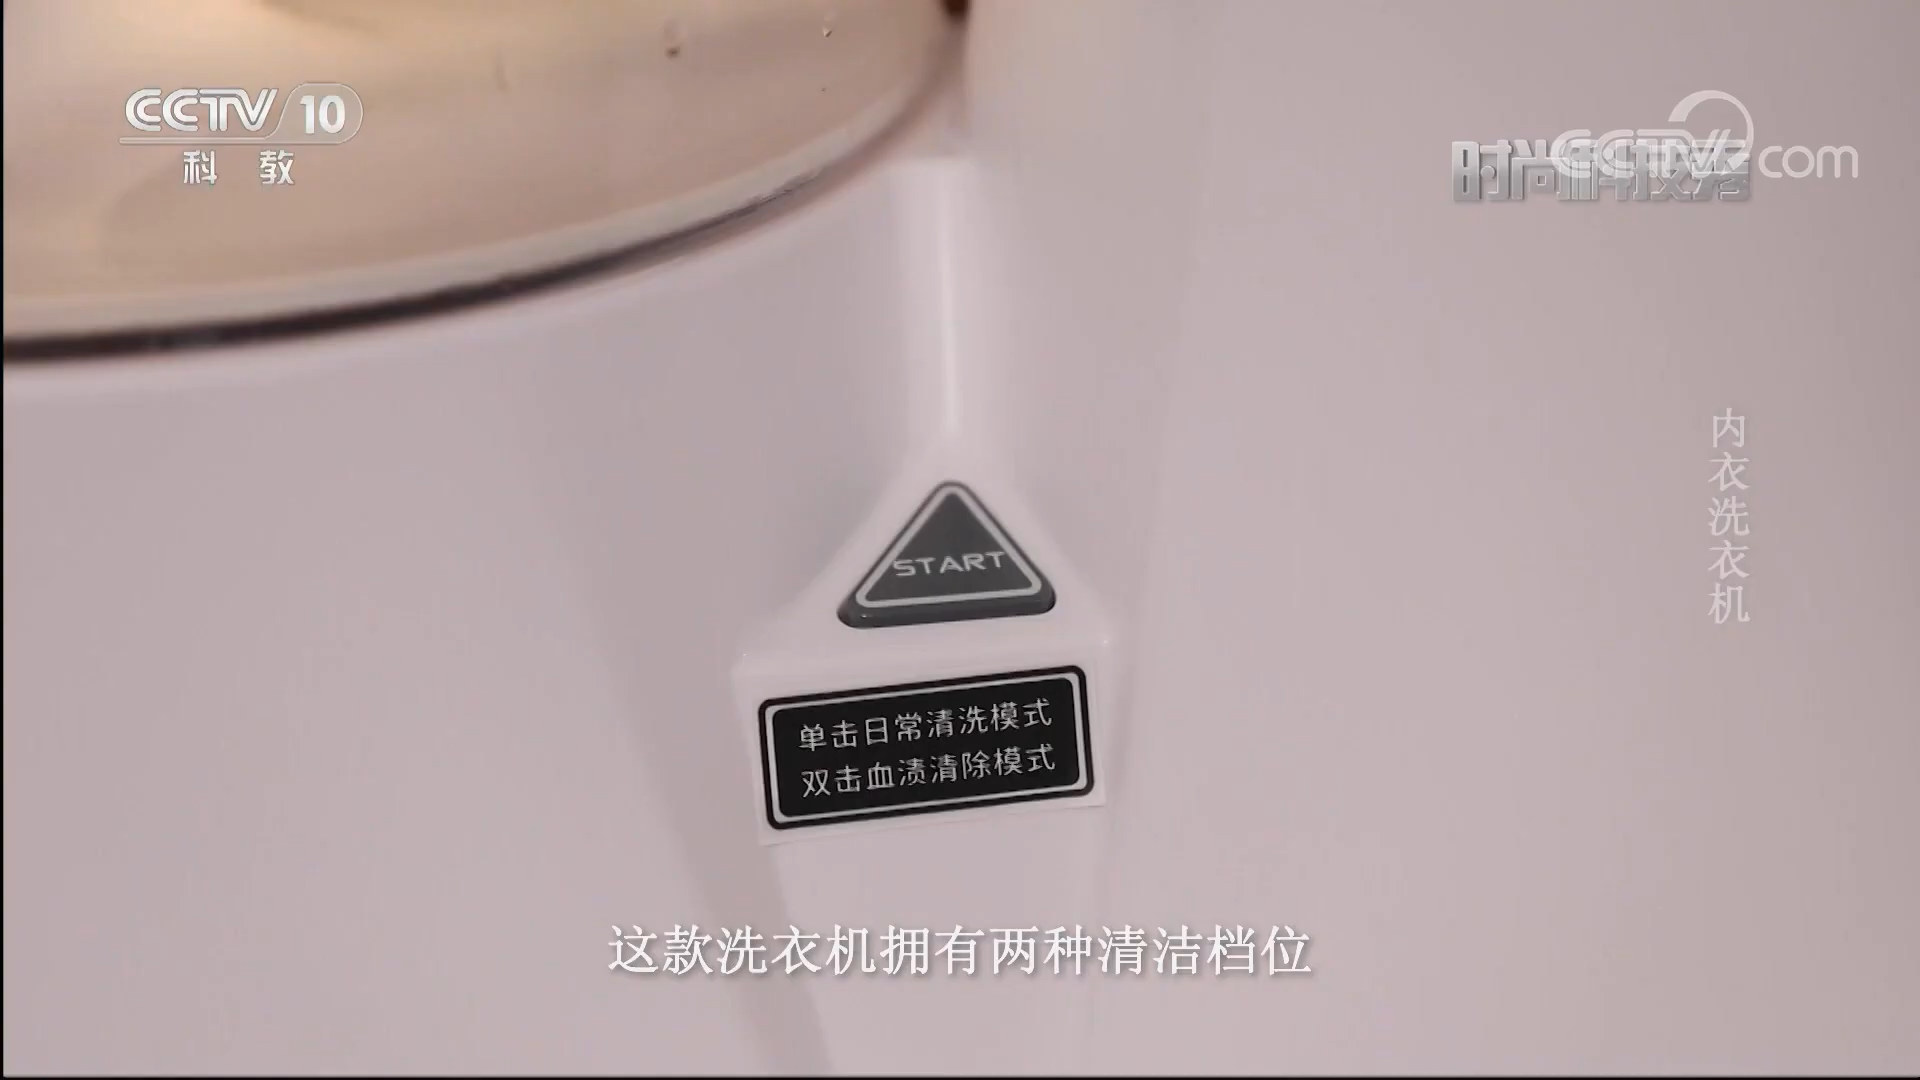 CCTV 10
科教
时尚科技秀
CCTV.com
内衣洗衣机
START
单击日常清洗模式
双击血渍清除模式
这款洗衣机拥有两种清洁档位